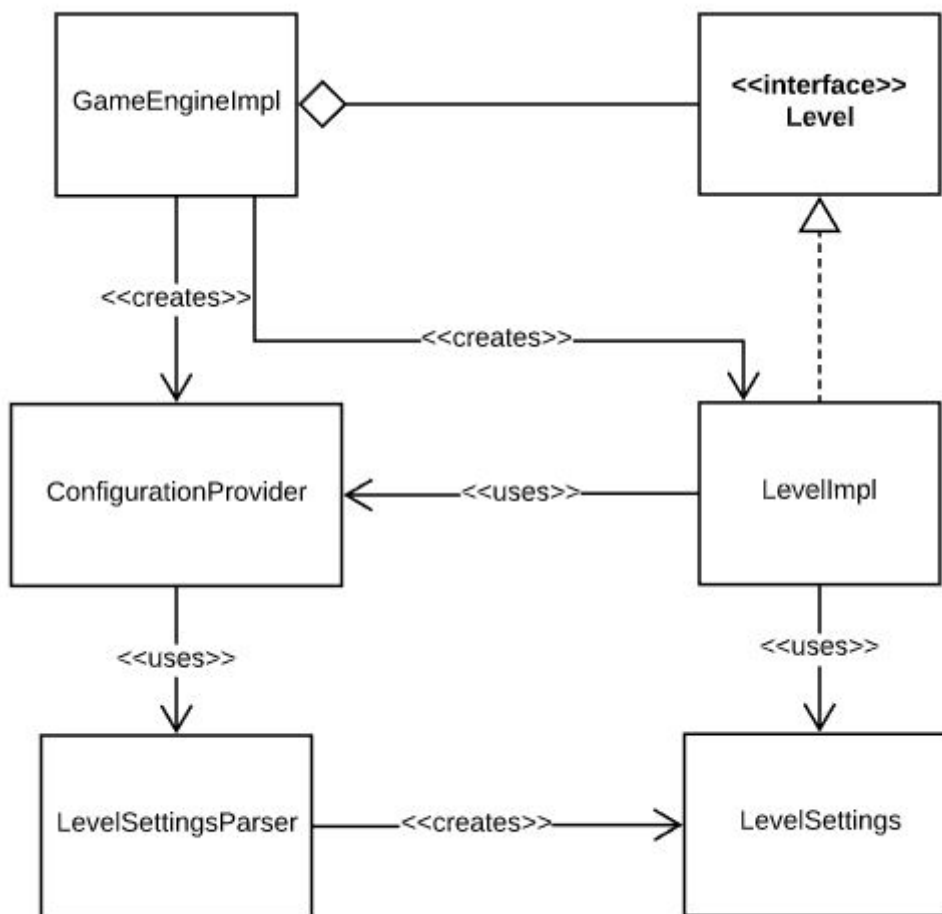 GameEngineImpl
<<interface>>
Level
<<creates>>
<<creates>>
ConfigurationProvider
<<uses>>
LevelImpl
<<uses>>
<<uses>>
LevelSettingsParser
<<creates>>
LevelSettings